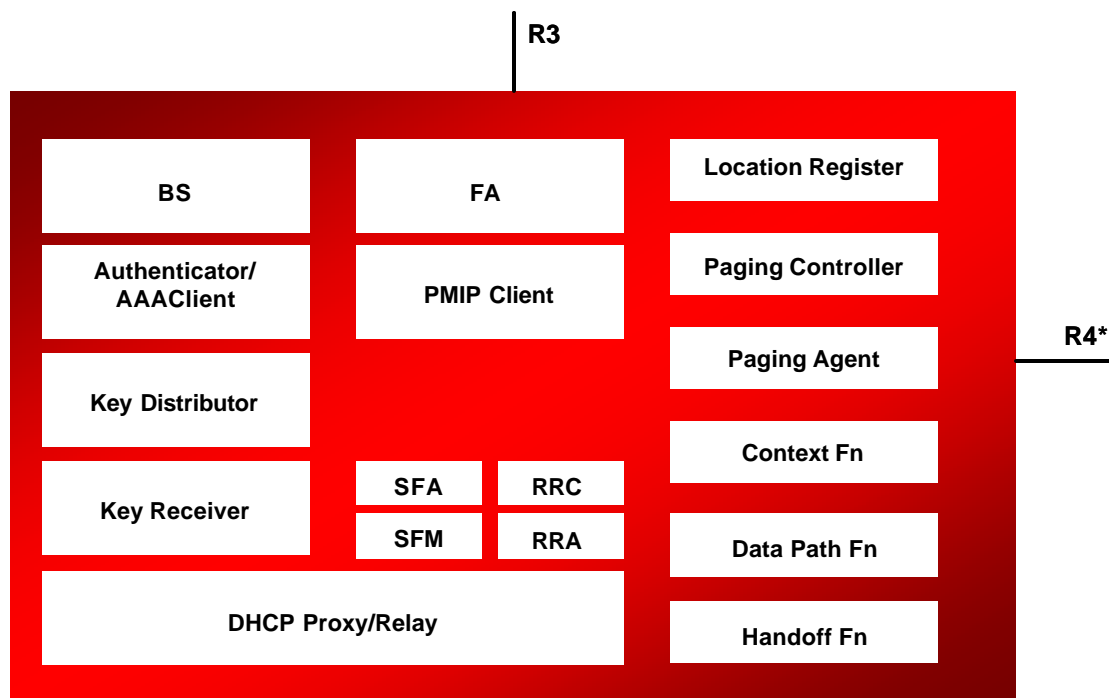 R3
BS
FA
Location Register
Authenticator/
AAAClient
PMIP Client
Paging Controller
R4*
Paging Agent
Key Distributor
Context Fn
SFA
RRC
Key Receiver
SFM
RRA
Data Path Fn
DHCP Proxy/Relay
Handoff Fn